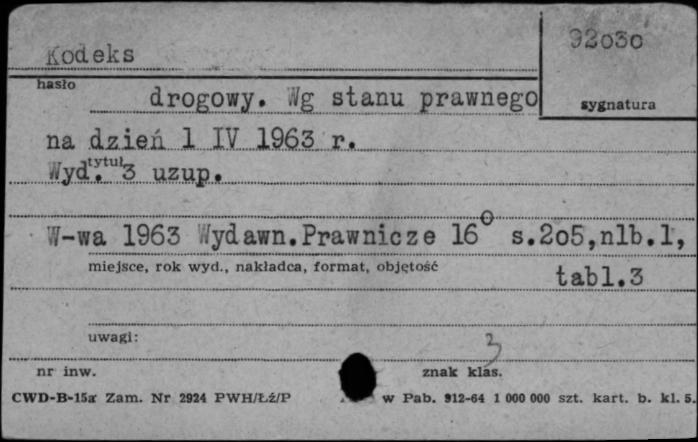 Kodeks
92030
hasło
drogowy. Wg stanu prawnego
sygnatura
na dzień 1 IV 1963 r.
tytuł
Wyd. 3 uzup.
W-wa 1963 Wydawn.Prawnicze 16° s.2o5,nlb.1,
miejsce, rok wyd., nakładca, format, objętość
tabl.3
uwagi:
3
nr inw.
znak klas.
CWD-B-15a Zam. Nr 2924 PWH/Łź/P
w Pab. 912-64 1 000 000 szt. kart. b. kl. 5.